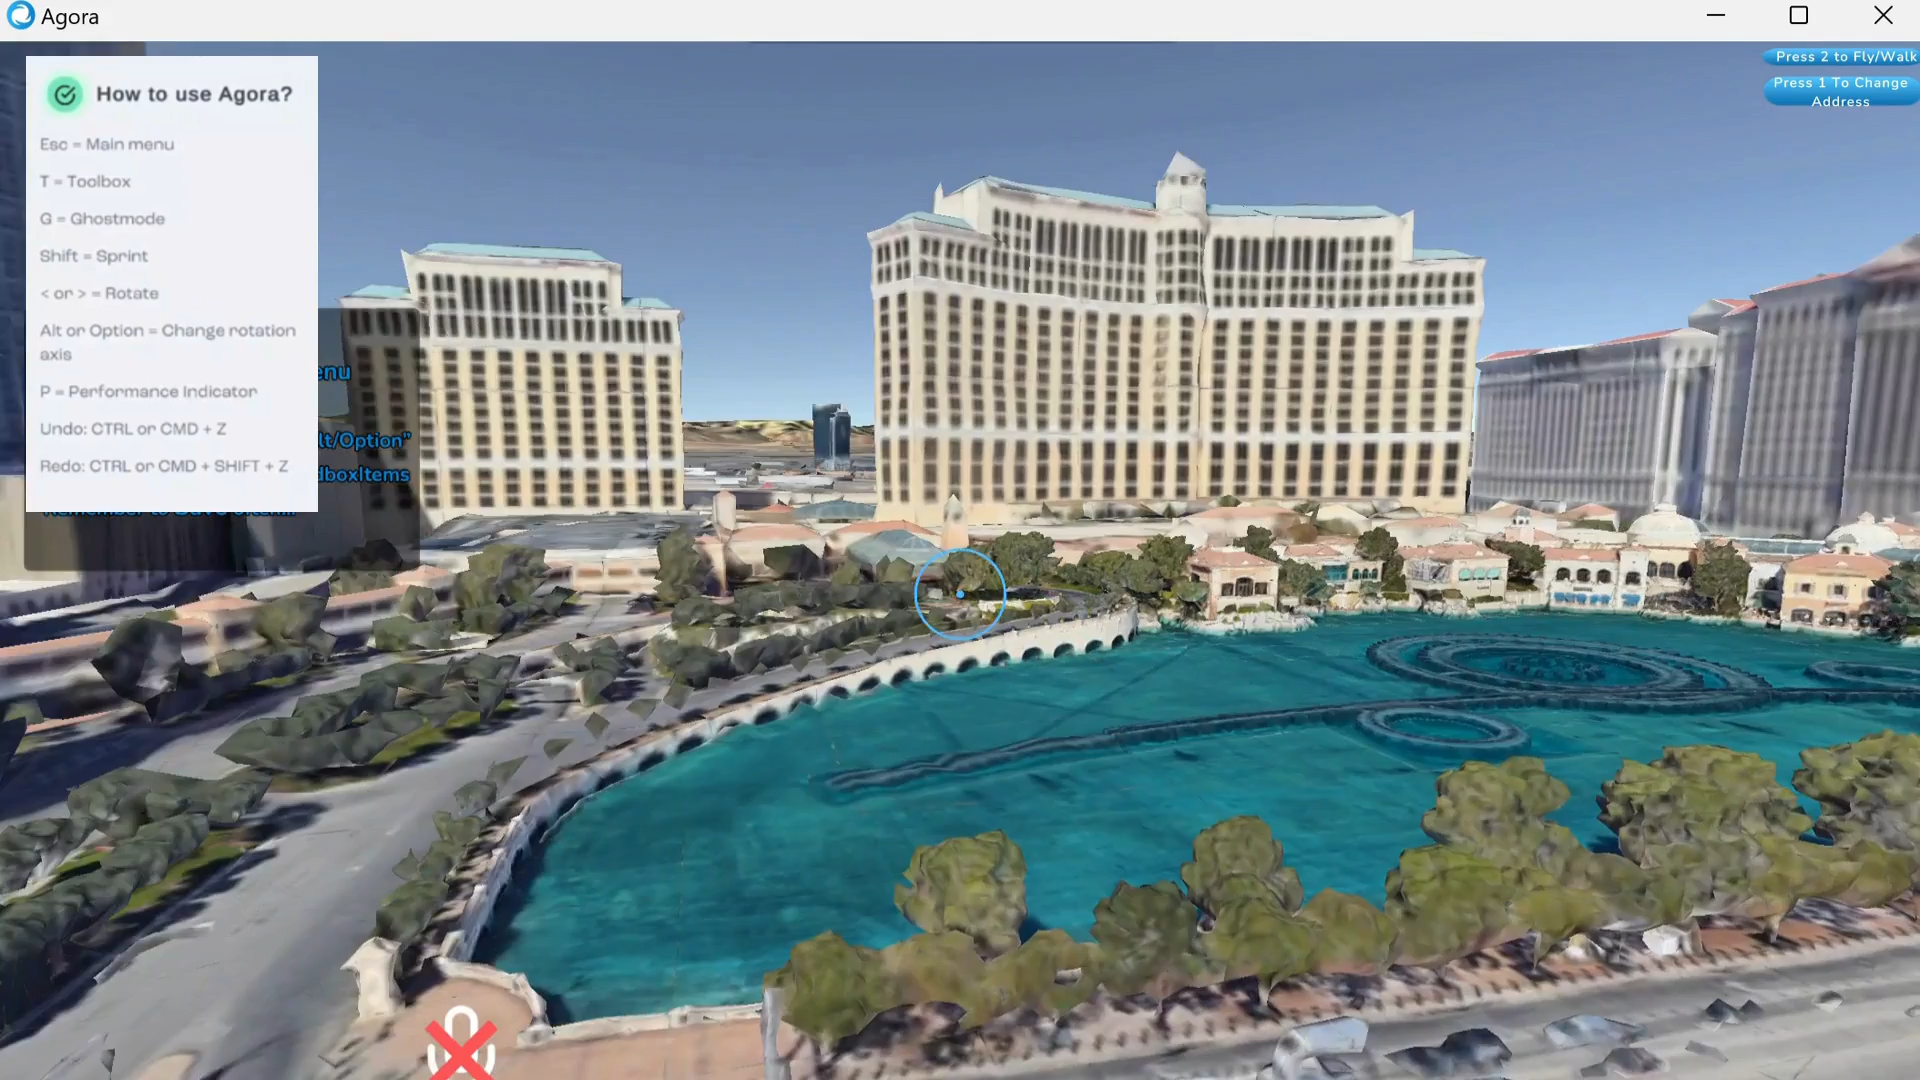 Agora
Press 2 to Fly/Walk
Press 1 To Change
Address
How to use Agora?
Esc = Main menu
T = Toolbox
G = Ghostmode
Shift = Sprint
< or > = Rotate
Alt or Option = Change rotation
axis
P = Performance Indicator
Undo: CTRL or CMD + Z
Redo: CTRL or CMD + SHIFT + Z
enu
lt/Option"
dboxItems